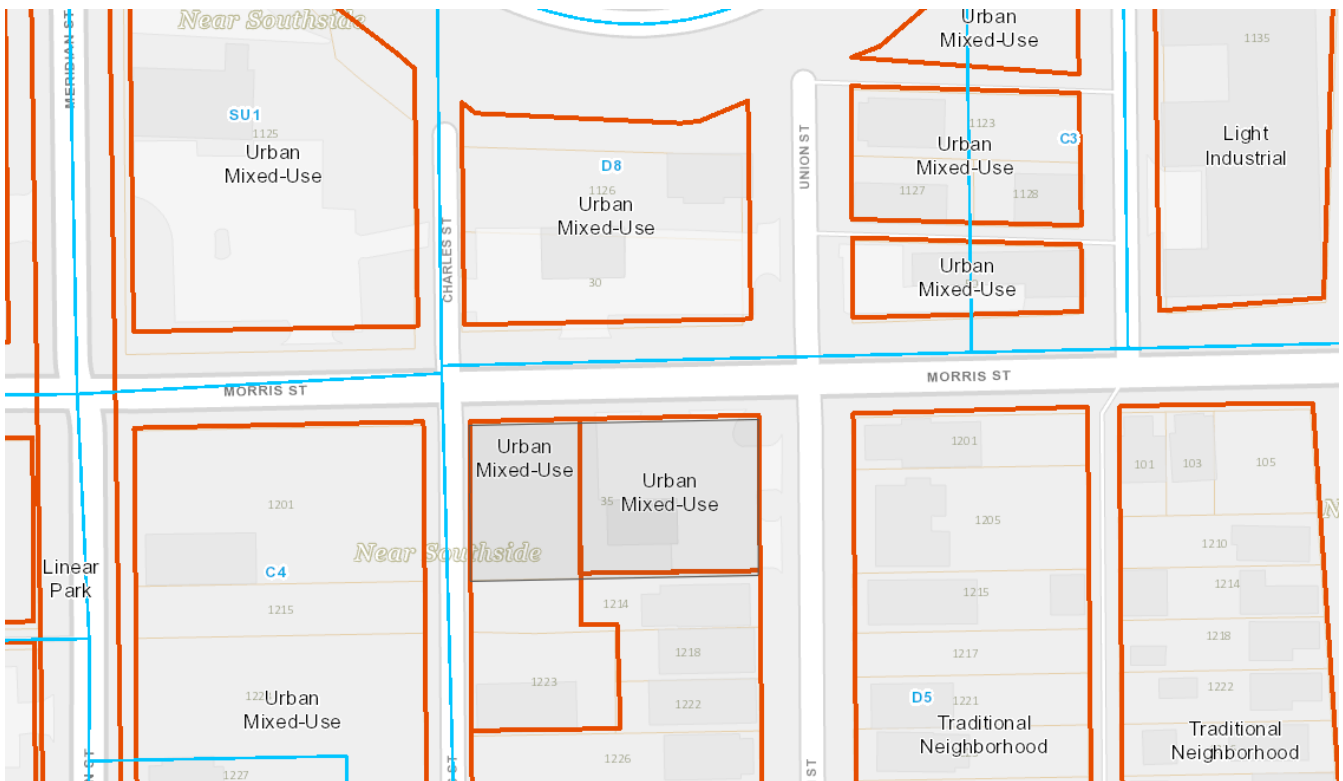 Near Southside
MERIDIAN ST
SU1
1125
Urban
Mixed-Use
CHARLES ST
D8
1126
Urban
Mixed-Use
30
UNION ST
Urban
Mixed-Use
1123
C3
Urban
Mixed-Use
1127
1128
Urban
Mixed-Use
1135
Light
Industrial
MORRIS ST
MORRIS ST
1201
Near Southside
C4
1215
Linear
Park
Urban
Mixed-Use
1227
N ST
Urban
Mixed-Use
35
Urban
Mixed-Use
1214
1218
1223
1222
1226
ST
ST
1201
1205
1215
1217
D5
1221
Traditional
Neighborhood
101
103
105
N
1210
1214
1218
1222
Traditional
Neighborhood